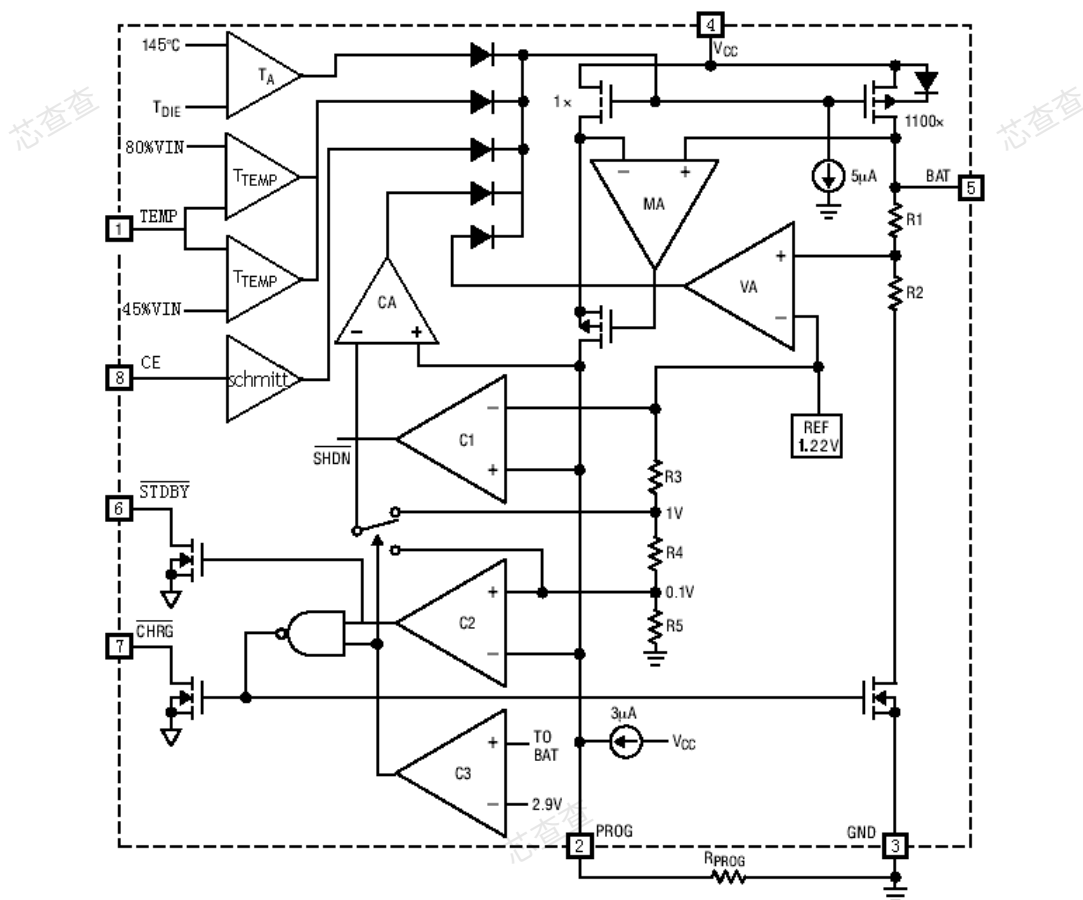 4
VCC
145°C
TA
TDIE
1×
1100×
80%VIN
TTEMP
− +
MA
5μA
BAT
5
TEMP
1
R1
TTEMP
+
VA
−
R2
45%VIN
CA
− +
CE
8
schmitt
−
C1
+
SHDN
REF
1.22V
R3
STDBY
6
1V
R4
+
C2
−
0.1V
R5
CHRG
7
3μA
VCC
+
TO
BAT
C3
−
2.9V
PROG
2
GND
3
RPROG
芯查查
芯查查
芯查查